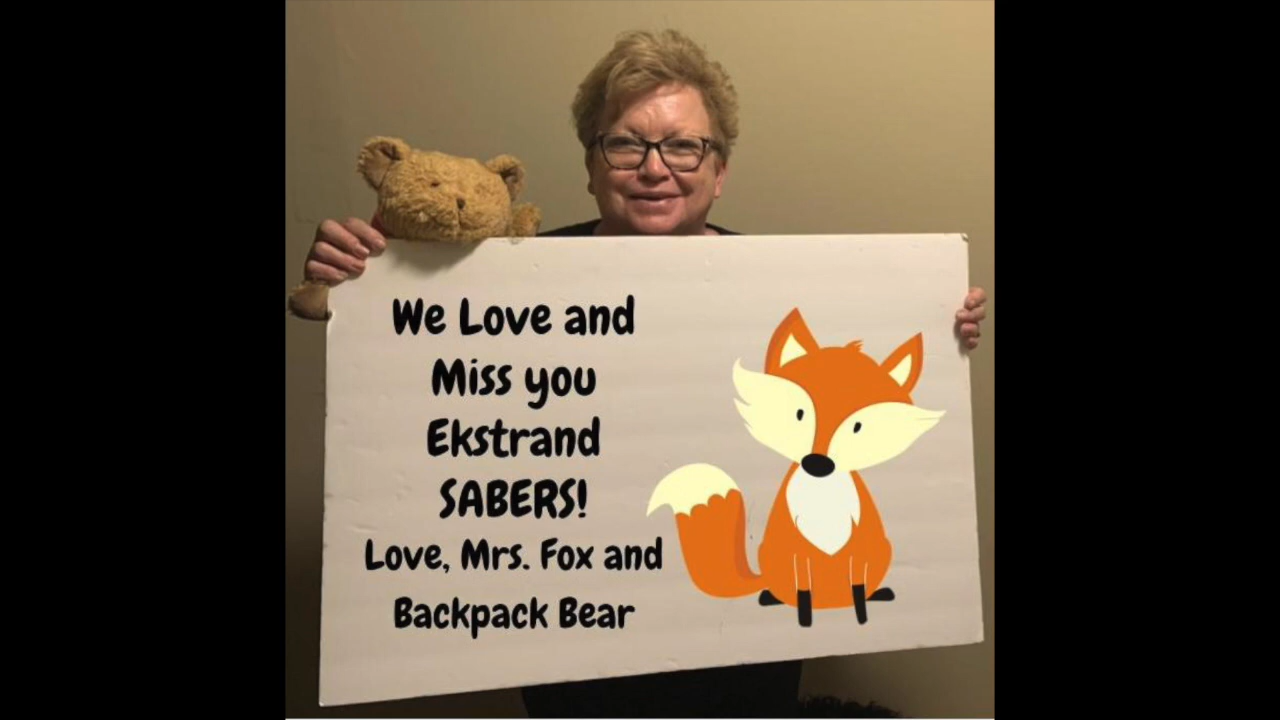 We Love and
Miss you
Ekstrand
SABERS!
Love, Mrs. Fox and
Backpack Bear